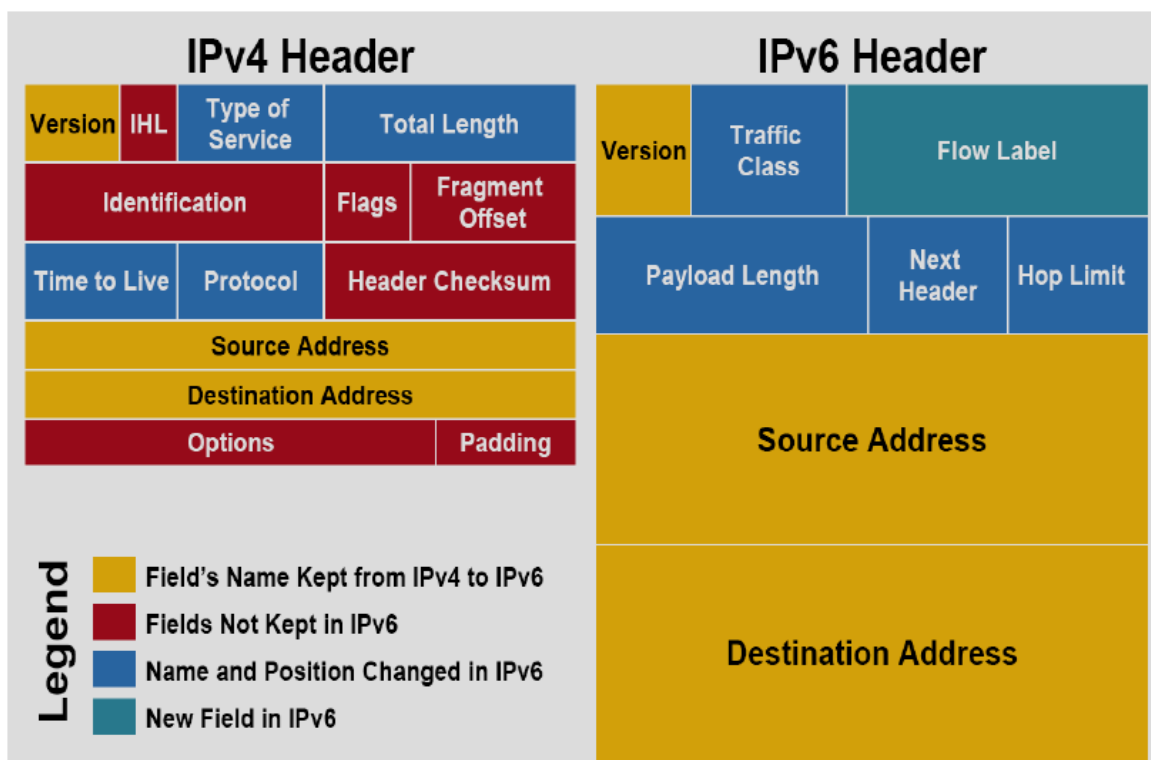 IPv4 Header
Version IHL Type of Service Total Length
Identification Flags Fragment Offset
Time to Live Protocol Header Checksum
Source Address
Destination Address
Options Padding
IPv6 Header
Version Traffic Class Flow Label
Payload Length Next Header Hop Limit
Source Address
Destination Address
Legend
Field's Name Kept from IPv4 to IPv6
Fields Not Kept in IPv6
Name and Position Changed in IPv6
New Field in IPv6